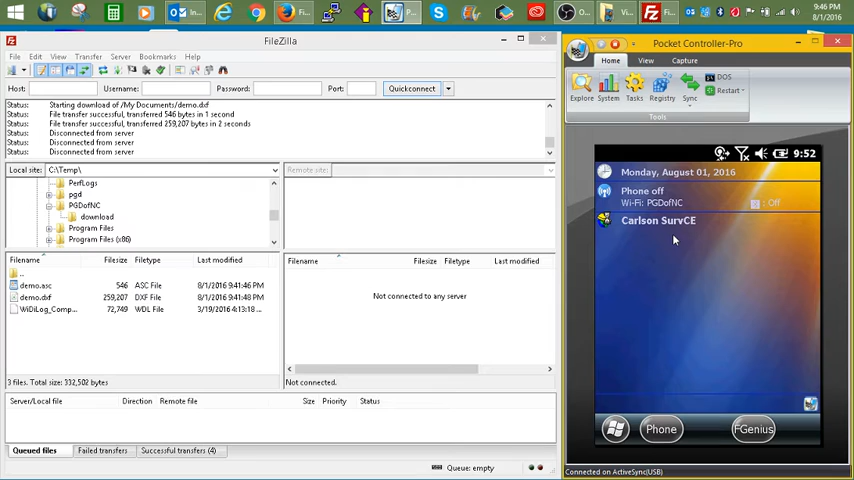 In...
Fi...
P...
O...
Vi...
Fi...
9:46 PM
8/1/2016
FileZilla
File Edit View Transfer Server Bookmarks Help
Host: Username: Password: Port: Quickconnect
Status: Starting download of /My Documents/demo.dxf
Status: File transfer successful, transferred 546 bytes in 1 second
Status: File transfer successful, transferred 259,207 bytes in 2 seconds
Status: Disconnected from server
Status: Disconnected from server
Status: Disconnected from server
Local site: C:\Temp\
Remote site:
PerfLogs
pgd
PGDofNC
download
Program Files
Program Files (x86)
Filename Filesize Filetype Last modified
..
demo.asc 546 ASC File 8/1/2016 9:41:46 PM
demo.dxf 259,207 DXF File 8/1/2016 9:41:48 PM
WiDiLog_Comp... 72,749 WDL File 3/19/2016 4:13:18 PM
3 files. Total size: 332,502 bytes
Filename Filesize Filetype Last modified
Not connected to any server
Not connected.
Server/Local file Direction Remote file Size Priority Status
Queued files Failed transfers Successful transfers (4)
Queue: empty
Pocket Controller-Pro
Home View Capture
Explore System Tasks Registry Sync
DOS
Restart
Tools
9:52
Monday, August 01, 2016
Phone off
Wi-Fi: PGDofNC : Off
Carlson SurvCE
Phone FGenius
Connected on ActiveSync(USB)